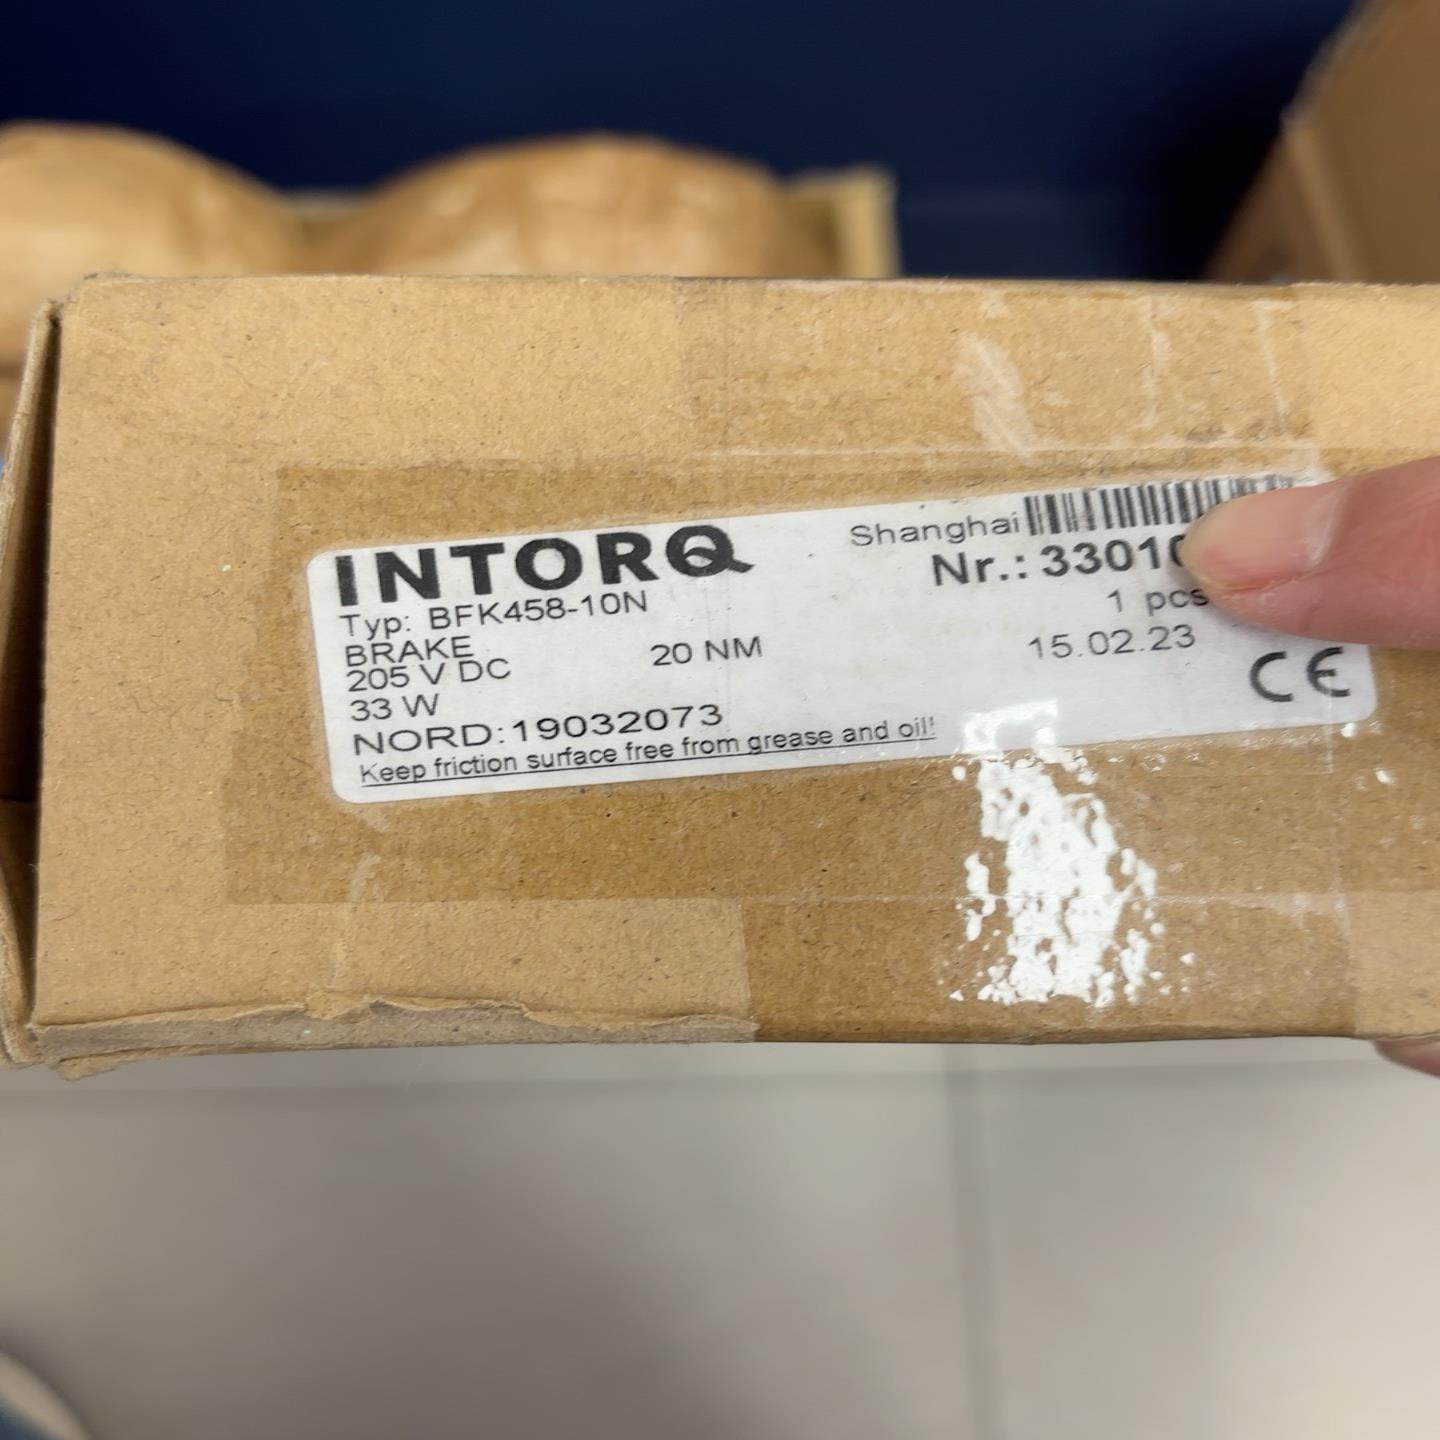 INTORQ
Typ: BFK458-10N
BRAKE
205 V DC 20 NM
33 W
NORD:19032073
Keep friction surface free from grease and oil!
Shanghai
Nr.: 3301
1 pcs
15.02.23
CE